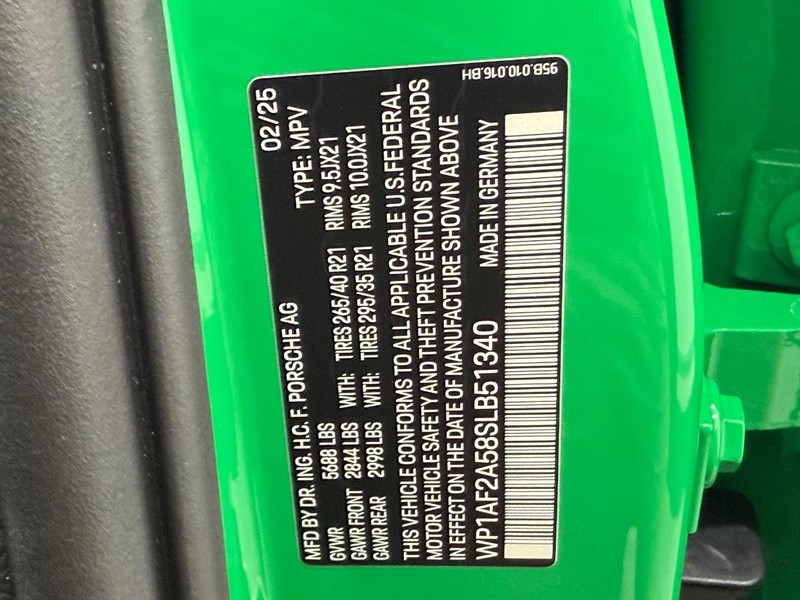 MFD BY DR. ING. H.C. F. PORSCHE AG 02/25
GVWR 5688 LBS TYPE: MPV
GAWR FRONT 2844 LBS WITH: TIRES 265/40 R21 RIMS 9.5JX21
GAWR REAR 2998 LBS WITH: TIRES 295/35 R21 RIMS 10.0JX21
THIS VEHICLE CONFORMS TO ALL APPLICABLE U.S.FEDERAL
MOTOR VEHICLE SAFETY AND THEFT PREVENTION STANDARDS
IN EFFECT ON THE DATE OF MANUFACTURE SHOWN ABOVE
WP1AF2A58SLB51340 MADE IN GERMANY
95B.010.016.BH